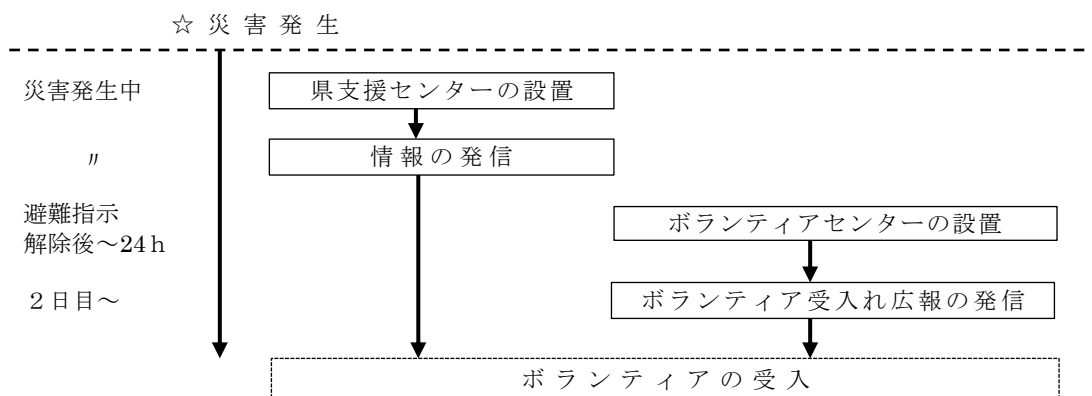 ☆災害発生
災害発生中
県支援センターの設置
〃
情報の発信
避難指示
解除後～24h
ボランティアセンターの設置
２日目～
ボランティア受入れ広報の発信
ボランティアの受入